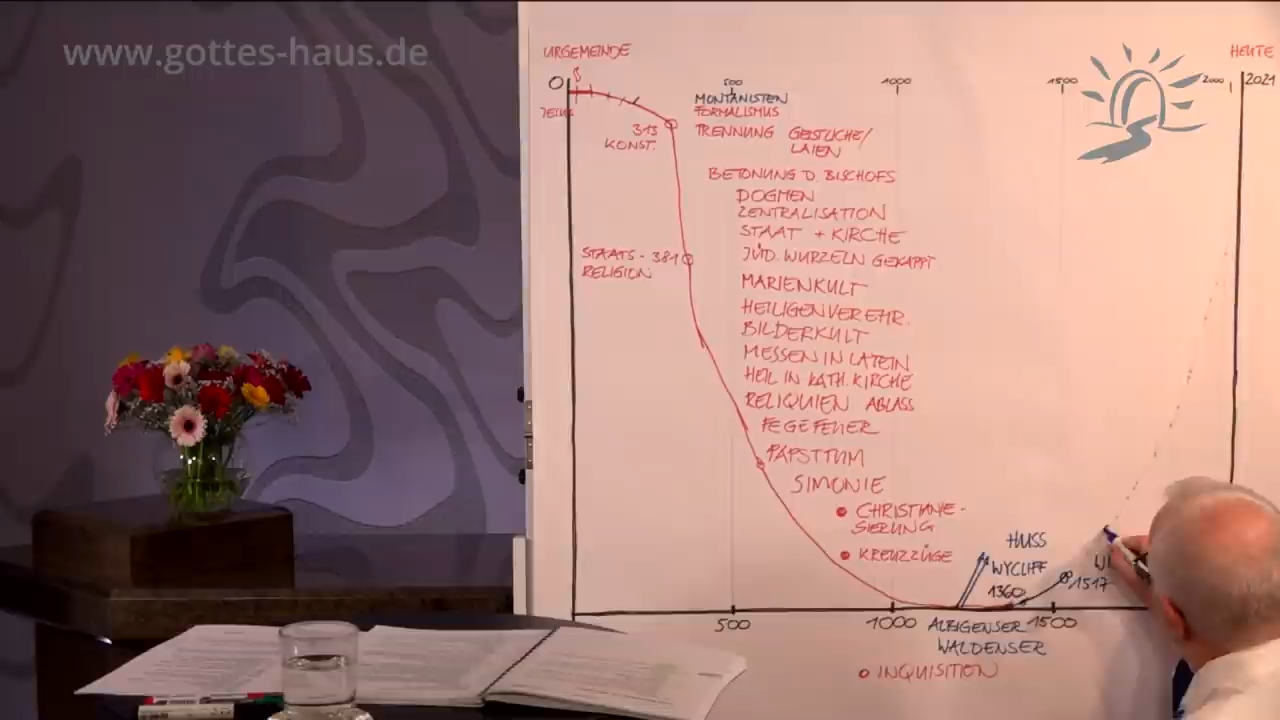 www.gottes-haus.de
URGEMEINDE
HEUTE
0
500
1000
1500
2000
2021
JESUS
MONTANISTEN
FORMALISMUS
313
KONST.
TRENNUNG GEISTLICHE/
LAIEN
BETONUNG D. BISCHOFS
DOGMEN
ZENTRALISATION
STAAT + KIRCHE
STAATS- 381
RELIGION
JÜD. WURZELN GEKAPPT
MARIENKULT
HEILIGENVEREHR.
BILDERKULT
MESSEN IN LATEIN
HEIL IN KATH. KIRCHE
RELIQUIEN ABLASS
FEGEFEUER
PAPSTTUM
SIMONIE
CHRISTIANI-
SIERUNG
KREUZZÜGE
HUSS
WYCLIFF
1360
1517
500
1000
ALBIGENSER
1500
WALDENSER
INQUISITION